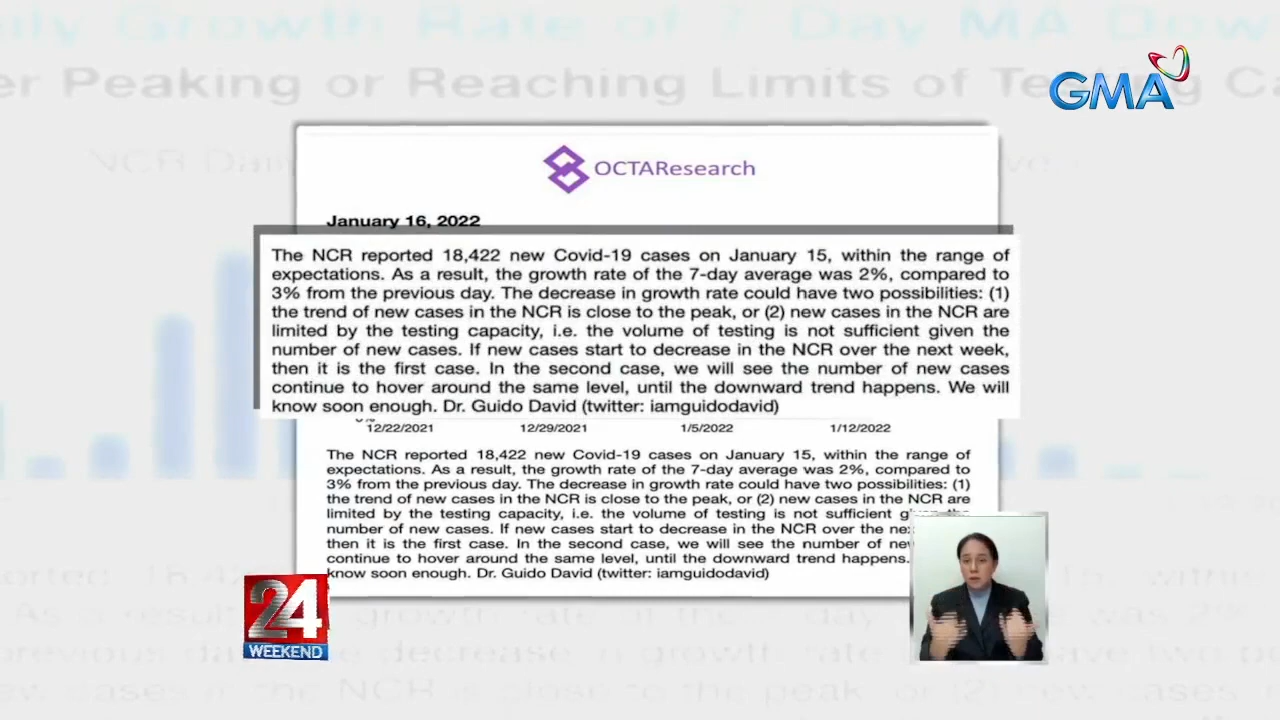 ily Growth Rate of 7 Day MA Dow
er Peaking or Reaching Limits of Testing Ca
GMA
OCTAResearch
January 16, 2022
The NCR reported 18,422 new Covid-19 cases on January 15, within the range of
expectations. As a result, the growth rate of the 7-day average was 2%, compared to
3% from the previous day. The decrease in growth rate could have two possibilities: (1)
the trend of new cases in the NCR is close to the peak, or (2) new cases in the NCR are
limited by the testing capacity, i.e. the volume of testing is not sufficient given the
number of new cases. If new cases start to decrease in the NCR over the next week,
then it is the first case. In the second case, we will see the number of new cases
continue to hover around the same level, until the downward trend happens. We will
know soon enough. Dr. Guido David (twitter: iamguidodavid)
12/22/2021 12/29/2021 1/5/2022 1/12/2022
The NCR reported 18,422 new Covid-19 cases on January 15, within the range of
expectations. As a result, the growth rate of the 7-day average was 2%, compared to
3% from the previous day. The decrease in growth rate could have two possibilities: (1)
the trend of new cases in the NCR is close to the peak, or (2) new cases in the NCR are
limited by the testing capacity, i.e. the volume of testing is not sufficient given the
number of new cases. If new cases start to decrease in the NCR over the nex
then it is the first case. In the second case, we will see the number of new
continue to hover around the same level, until the downward trend happens.
know soon enough. Dr. Guido David (twitter: iamguidodavid)
24
WEEKEND